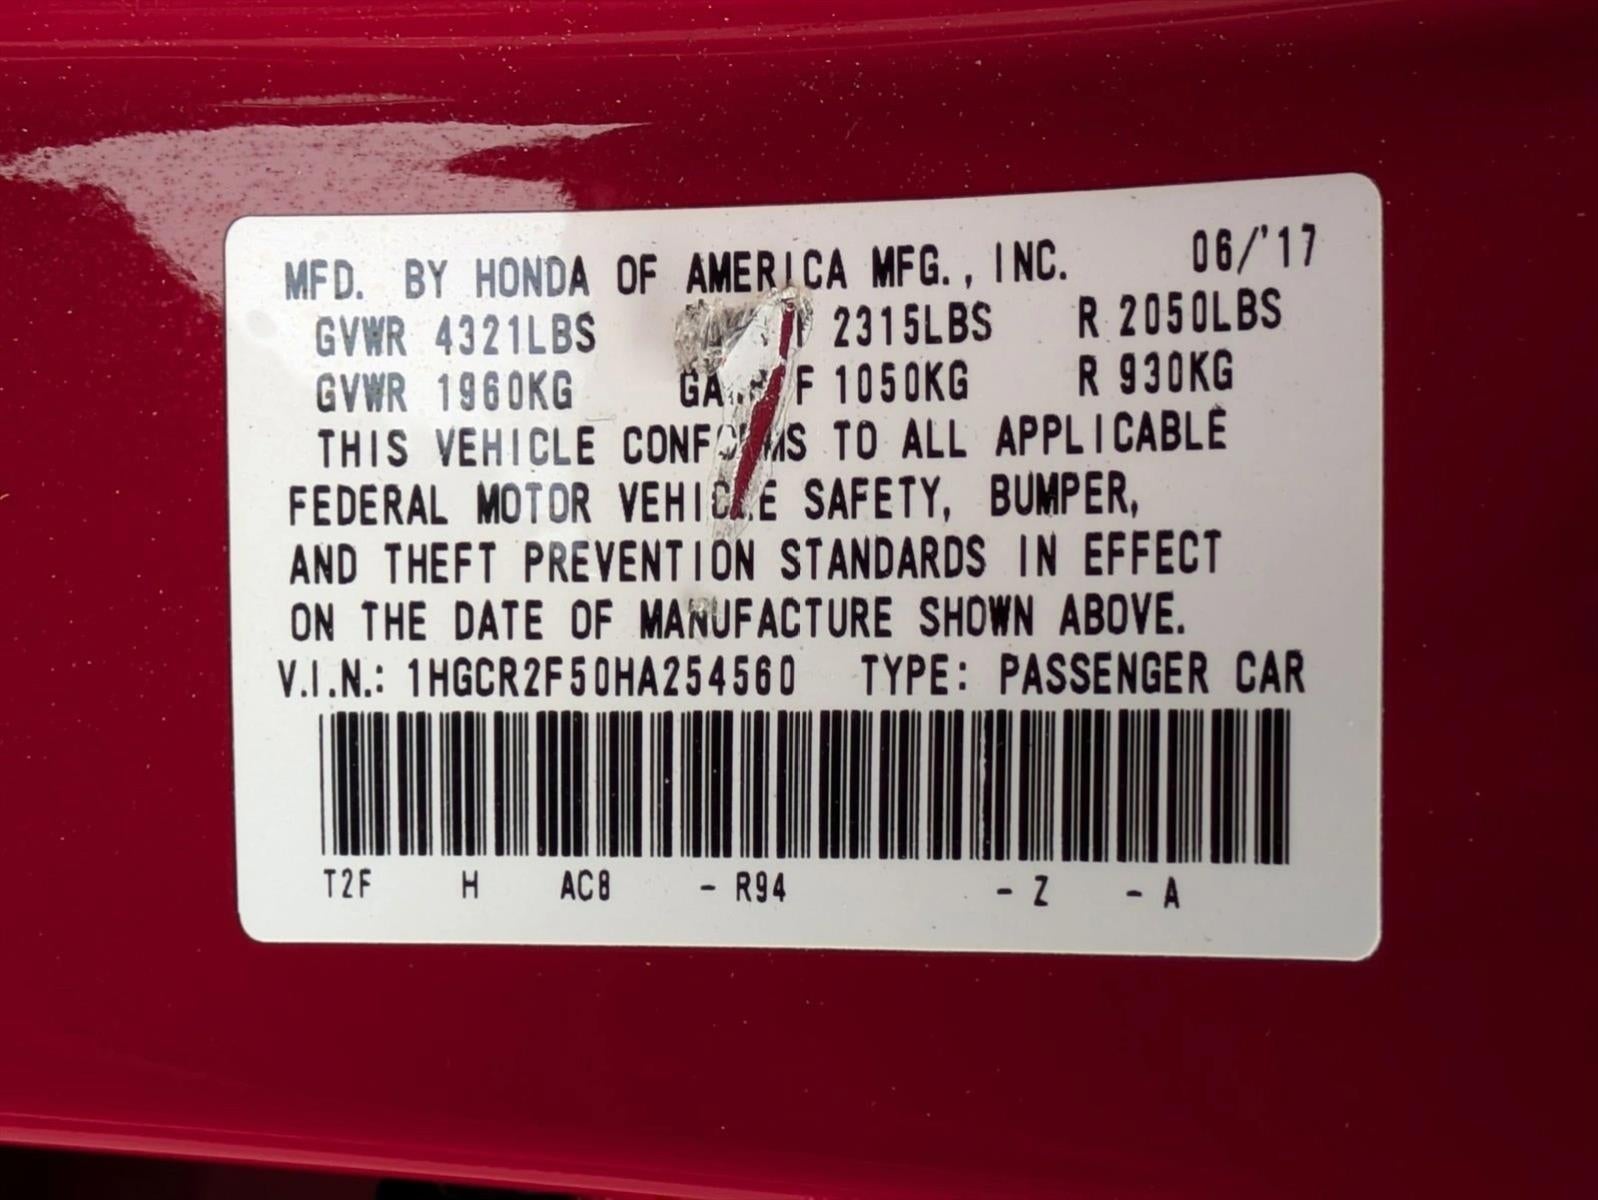 MFD. BY HONDA OF AMERICA MFG., INC. 06/'17
GVWR 4321LBS 2315LBS R 2050LBS
GVWR 1960KG F 1050KG R 930KG
THIS VEHICLE CONFORMS TO ALL APPLICABLE
FEDERAL MOTOR VEHICLE SAFETY, BUMPER,
AND THEFT PREVENTION STANDARDS IN EFFECT
ON THE DATE OF MANUFACTURE SHOWN ABOVE.
V.I.N.: 1HGCR2F50HA254560 TYPE: PASSENGER CAR
T2F H AC8 - R94 - Z - A